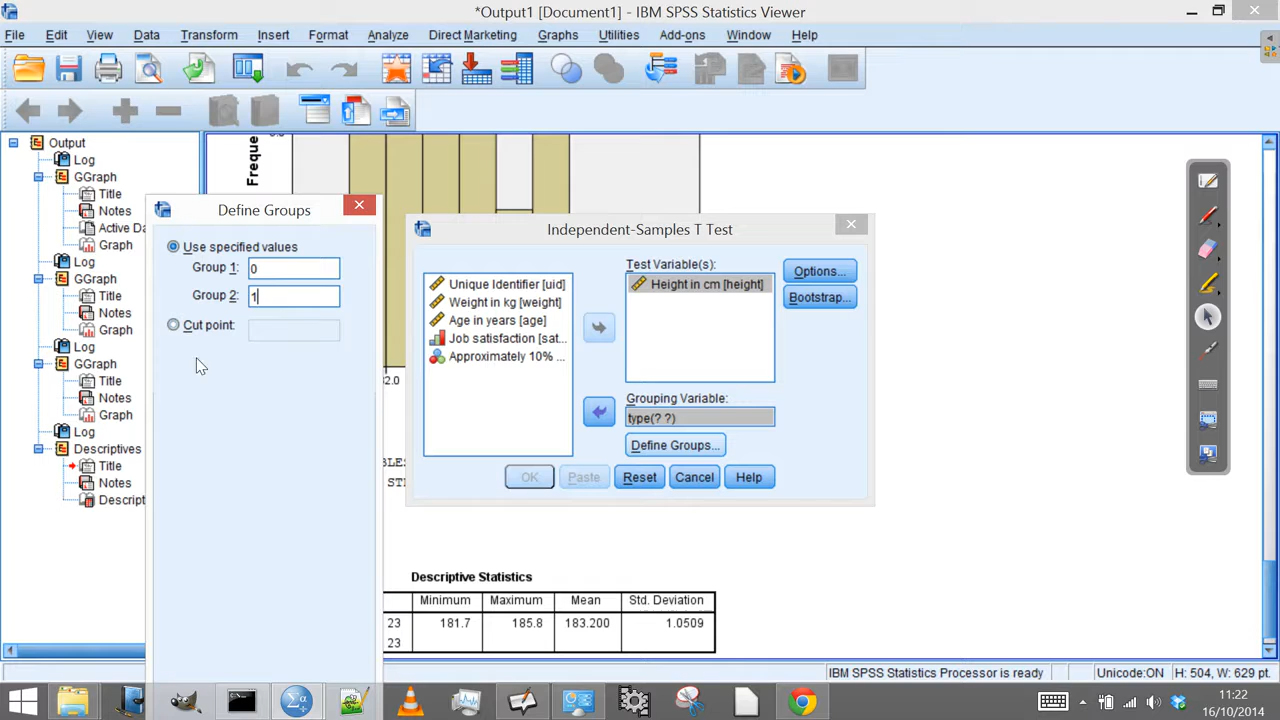 *Output1 [Document1] - IBM SPSS Statistics Viewer
File Edit View Data Transform Insert Format Analyze Direct Marketing Graphs Utilities Add-ons Window Help
Output
Log
GGraph
Title
Notes
Active Da
Graph
Log
GGraph
Title
Notes
Graph
Log
GGraph
Title
Notes
Graph
Log
Descriptives
Title
Notes
Descript
Freque
Define Groups
Use specified values
Group 1: 0
Group 2: 1
Cut point:
Independent-Samples T Test
Unique Identifier [uid]
Weight in kg [weight]
Age in years [age]
Job satisfaction [sat...
Approximately 10% ...
Test Variable(s):
Height in cm [height]
Grouping Variable:
type(? ?)
Define Groups...
Options...
Bootstrap...
OK Paste Reset Cancel Help
Descriptive Statistics
Minimum Maximum Mean Std. Deviation
23 181.7 185.8 183.200 1.0509
23
IBM SPSS Statistics Processor is ready Unicode:ON H: 504, W: 629 pt.
11:22
16/10/2014